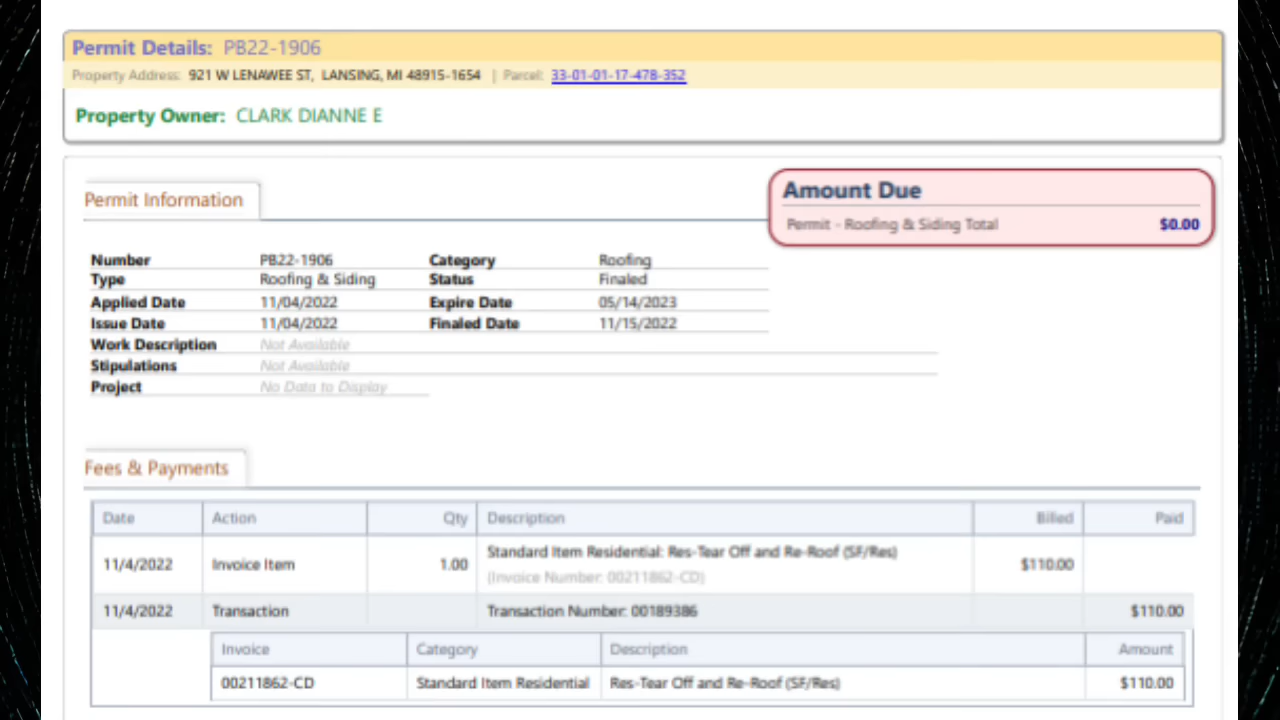 Permit Details: PB22-1906
Property Address: 921 W LENAWEE ST, LANSING, MI 48915-1654 | Parcel: 33-01-01-17-478-352
Property Owner: CLARK DIANNE E
Permit Information
Amount Due
Permit - Roofing & Siding Total $0.00
Number PB22-1906 Category Roofing
Type Roofing & Siding Status Finaled
Applied Date 11/04/2022 Expire Date 05/14/2023
Issue Date 11/04/2022 Finaled Date 11/15/2022
Work Description Not Available
Stipulations Not Available
Project No Data to Display
Fees & Payments
Date Action Qty Description Billed Paid
11/4/2022 Invoice Item 1.00 Standard Item Residential: Res-Tear Off and Re-Roof (SF/Res) $110.00
(Invoice Number: 00211862-CD)
11/4/2022 Transaction Transaction Number: 00189386 $110.00
Invoice Category Description Amount
00211862-CD Standard Item Residential Res-Tear Off and Re-Roof (SF/Res) $110.00